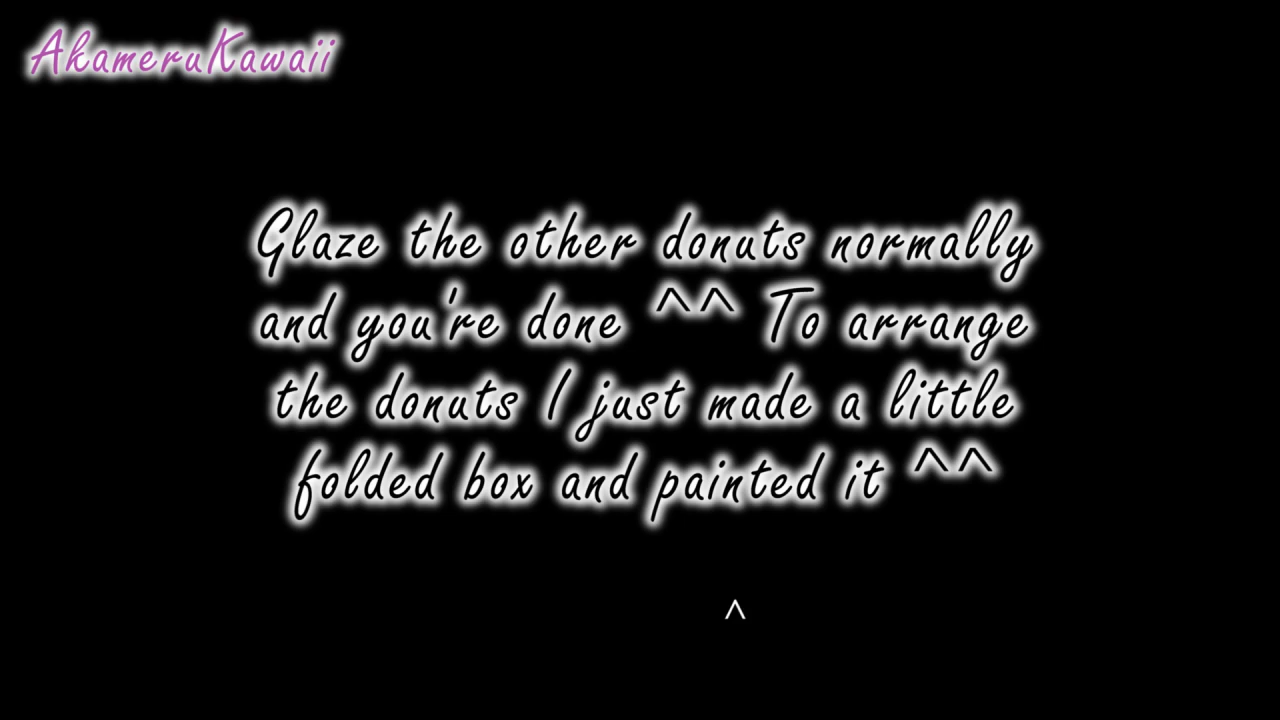 AkameruKawaii
Glaze the other donuts normally
and you're done ^^ To arrange
the donuts I just made a little
folded box and painted it ^^
^